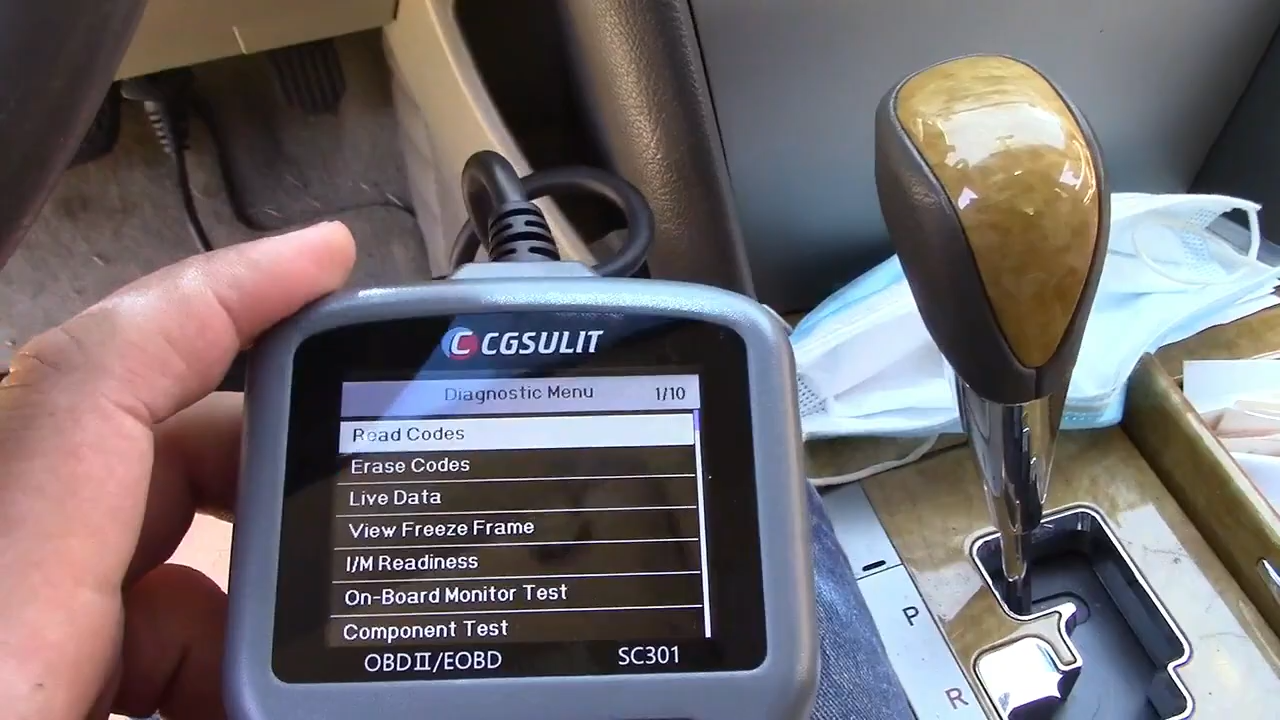 CGSULIT
Diagnostic Menu 1/10
Read Codes
Erase Codes
Live Data
View Freeze Frame
I/M Readiness
On-Board Monitor Test
Component Test
OBDⅡ/EOBD SC301
P
R